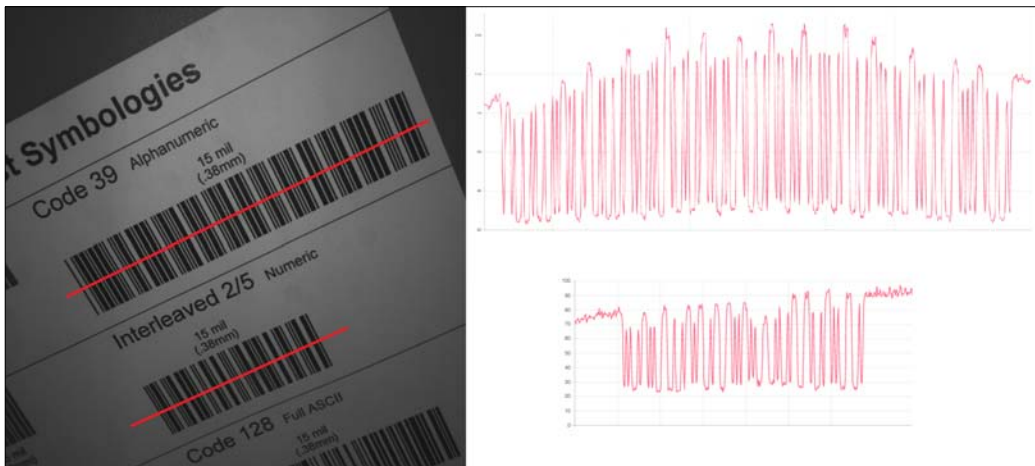 t Symbologies
Code 39 Alphanumeric
15 mil
(.38mm)
Interleaved 2/5 Numeric
15 mil
(.38mm)
Code 128 Full ASCII
15 mil
(.38mm)
100
90
80
70
60
50
40
30
20
10
0